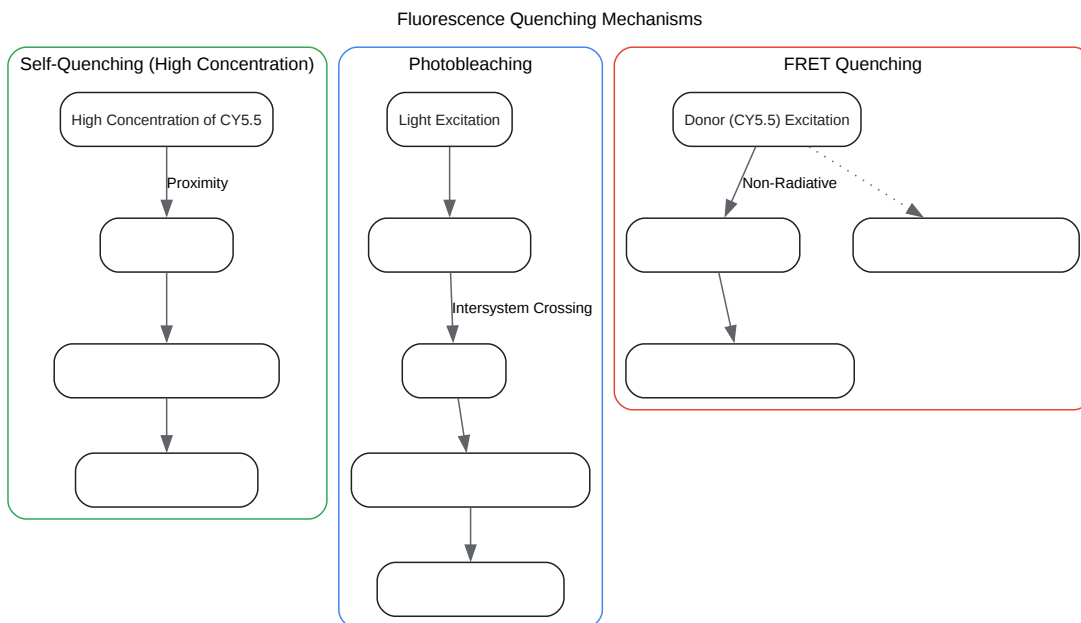 Fluorescence Quenching Mechanisms
Self-Quenching (High Concentration)
High Concentration of CY5.5
Proximity
Photobleaching
Light Excitation
Intersystem Crossing
FRET Quenching
Donor (CY5.5) Excitation
Non-Radiative